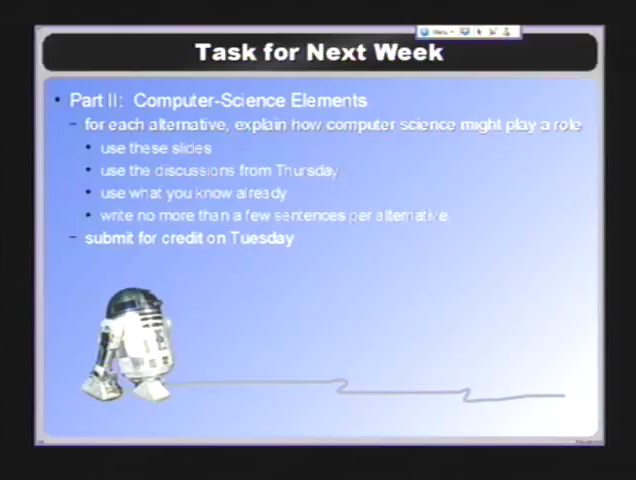 Task for Next Week
• Part II: Computer-Science Elements
– for each alternative, explain how computer science might play a role
• use these slides
• use the discussions from Thursday
• use what you know already
• write no more than a few sentences per alternative
– submit for credit on Tuesday